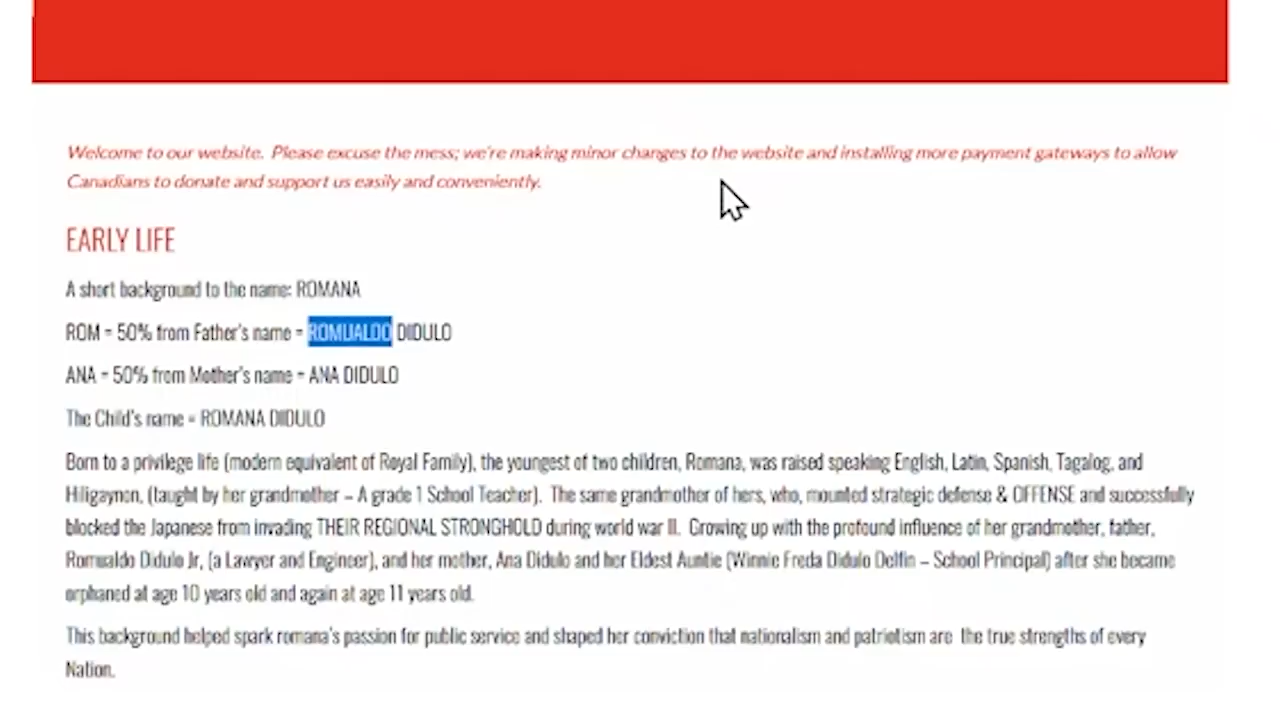 Welcome to our website. Please excuse the mess; we're making minor changes to the website and installing more payment gateways to allow
Canadians to donate and support us easily and conveniently.
EARLY LIFE
A short background to the name: ROMANA
ROM = 50% from Father's name = ROMUALDO DIDULO
ANA = 50% from Mother's name = ANA DIDULO
The Child's name = ROMANA DIDULO
Born to a privilege life (modern equivalent of Royal Family), the youngest of two children, Romana, was raised speaking English, Latin, Spanish, Tagalog, and
Hiligaynon, (taught by her grandmother – A grade 1 School Teacher). The same grandmother of hers, who, mounted strategic defense & OFFENSE and successfully
blocked the Japanese from invading THEIR REGIONAL STRONGHOLD during world war II. Growing up with the profound influence of her grandmother, father,
Romualdo Didulo Jr, (a Lawyer and Engineer), and her mother, Ana Didulo and her Eldest Auntie (Winnie Freda Didulo Delfin – School Principal) after she became
orphaned at age 10 years old and again at age 11 years old.
This background helped spark romana's passion for public service and shaped her conviction that nationalism and patriotism are the true strengths of every
Nation.